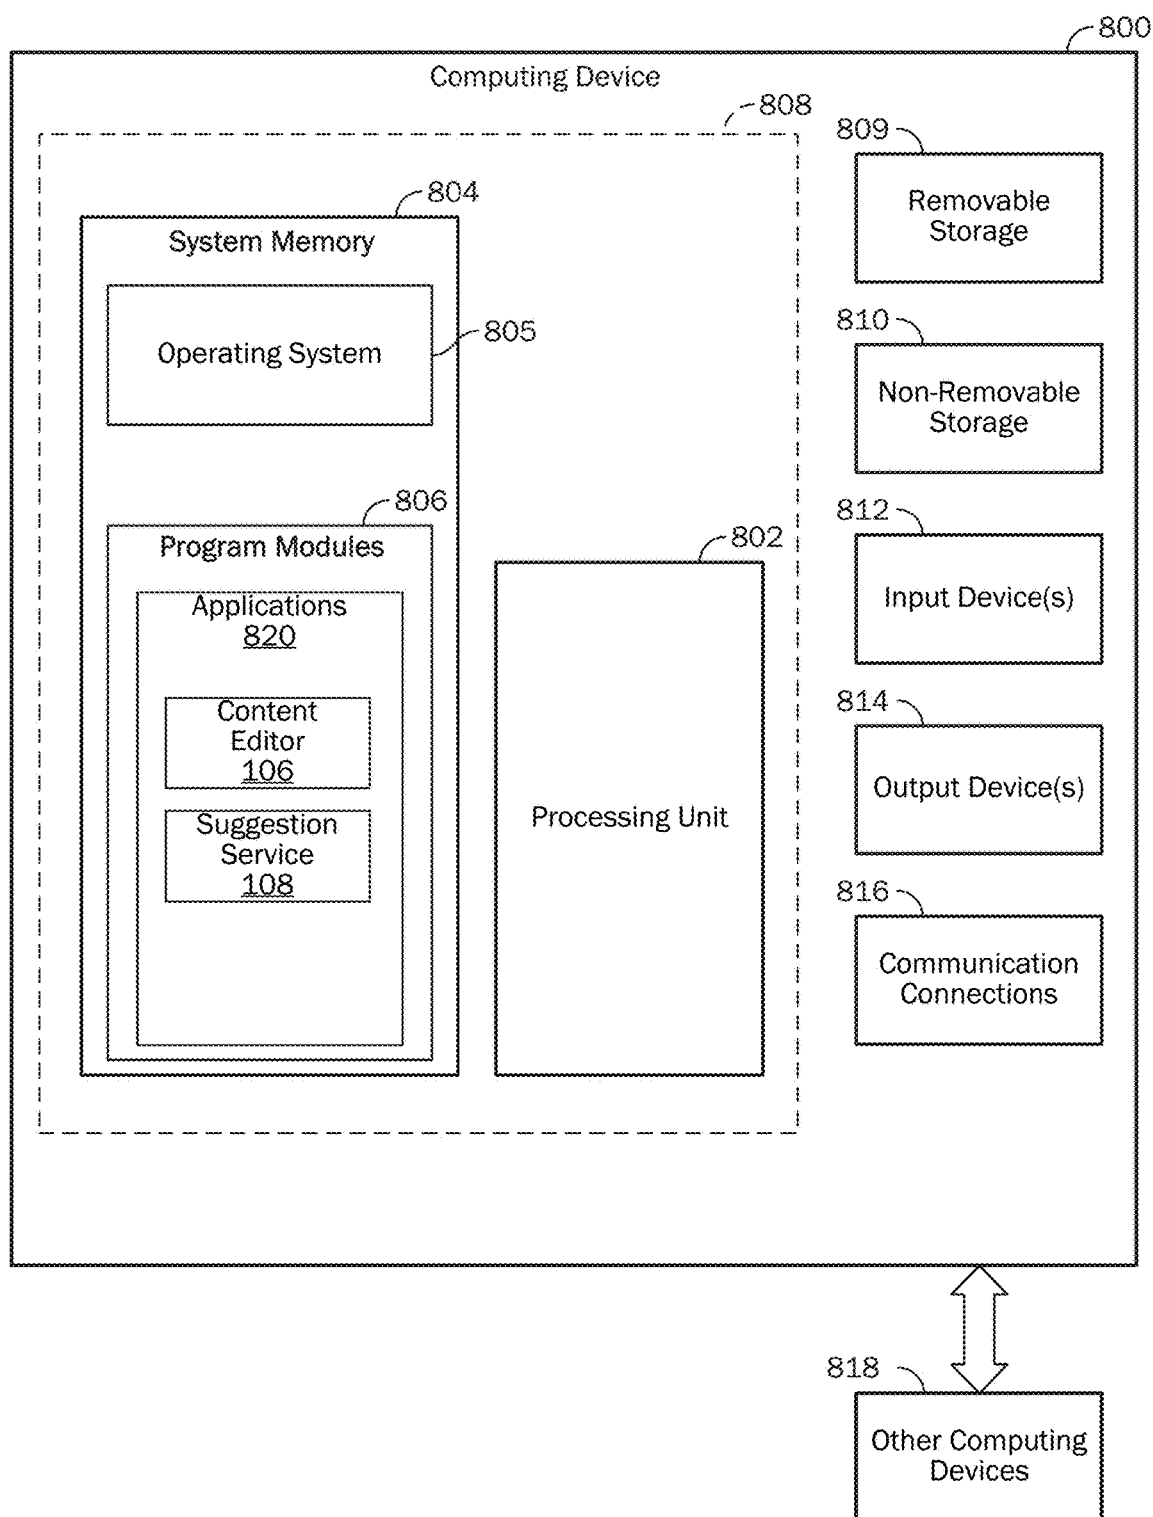 800
Computing Device
808
804
System Memory
Operating System
805
806
Program Modules
Applications
820
Content
Editor
106
Suggestion
Service
108
802
Processing Unit
809
Removable
Storage
810
Non-Removable
Storage
812
Input Device(s)
814
Output Device(s)
816
Communication
Connections
818
Other Computing
Devices